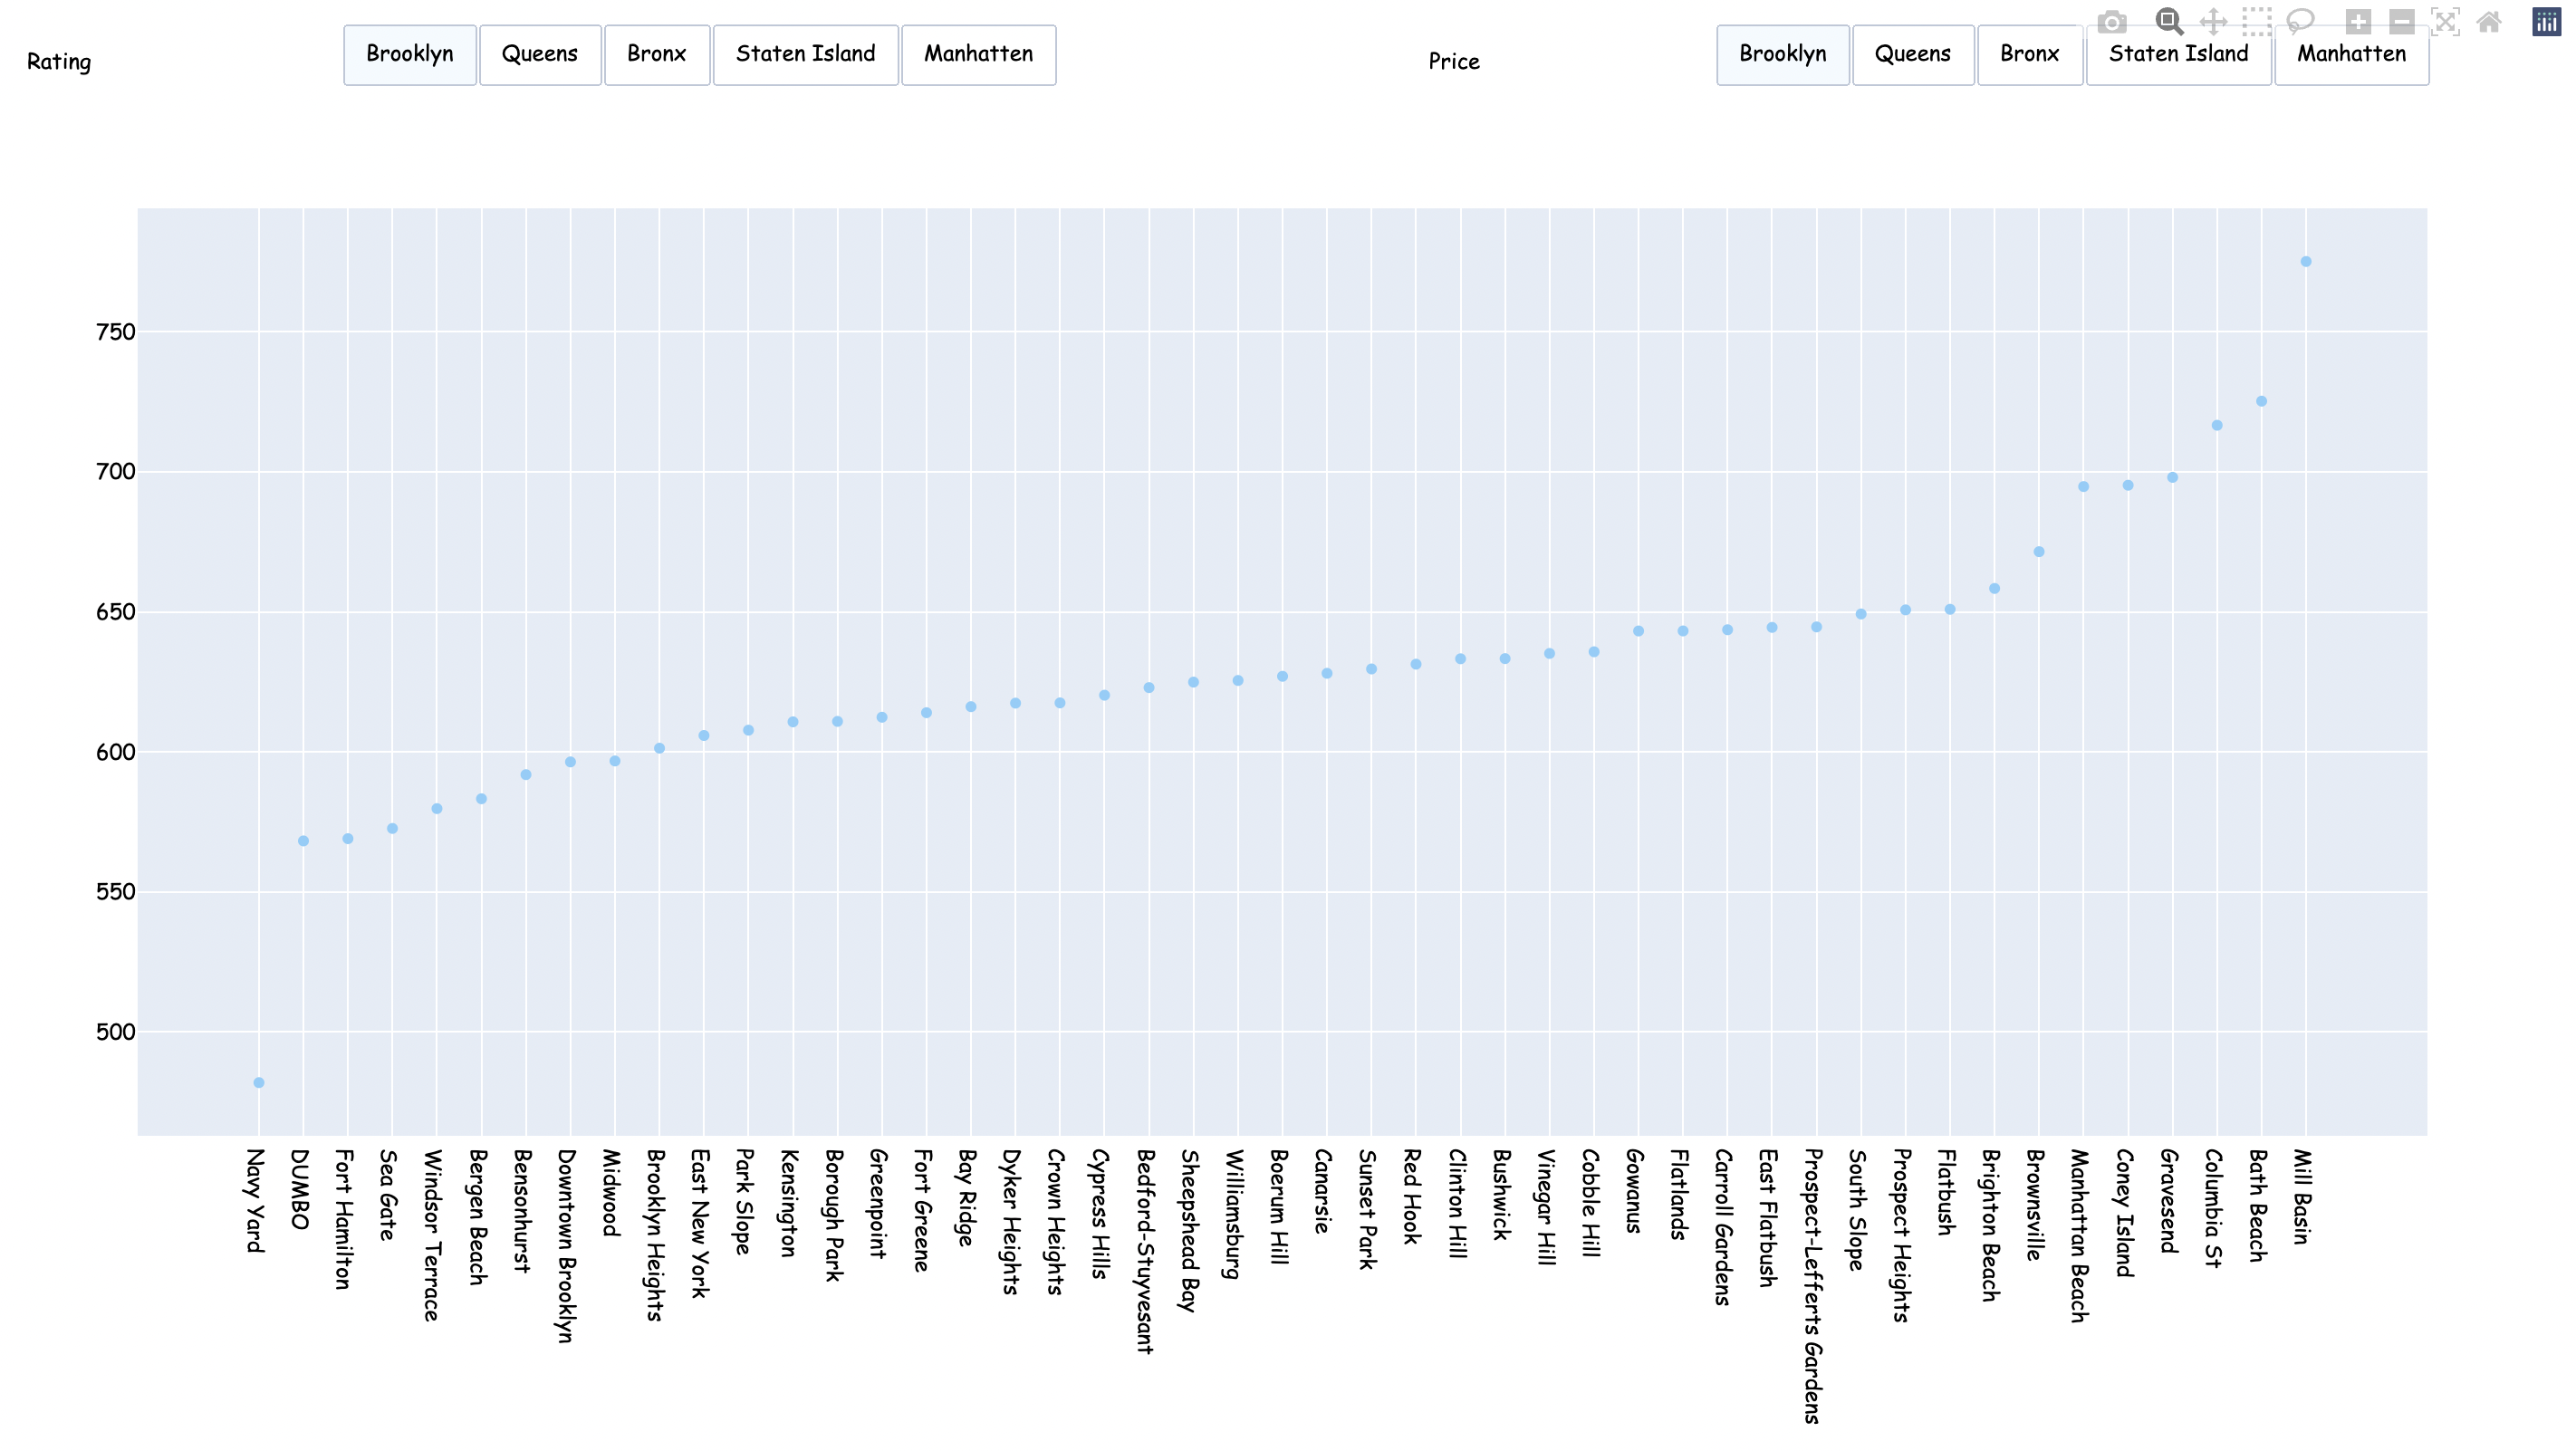 Rating
Brooklyn
Queens
Bronx
Staten Island
Manhatten
Price
Brooklyn
Queens
Bronx
Staten Island
Manhatten
750
700
650
600
550
500
Navy Yard
DUMBO
Fort Hamilton
Sea Gate
Windsor Terrace
Bergen Beach
Bensonhurst
Downtown Brooklyn
Midwood
Brooklyn Heights
East New York
Park Slope
Kensington
Borough Park
Greenpoint
Fort Greene
Bay Ridge
Dyker Heights
Crown Heights
Cypress Hills
Bedford-Stuyvesant
Sheepshead Bay
Williamsburg
Boerum Hill
Canarsie
Sunset Park
Red Hook
Clinton Hill
Bushwick
Vinegar Hill
Cobble Hill
Gowanus
Flatlands
Carroll Gardens
East Flatbush
Prospect-Lefferts Gardens
South Slope
Prospect Heights
Flatbush
Brighton Beach
Brownsville
Manhattan Beach
Coney Island
Gravesend
Columbia St
Bath Beach
Mill Basin